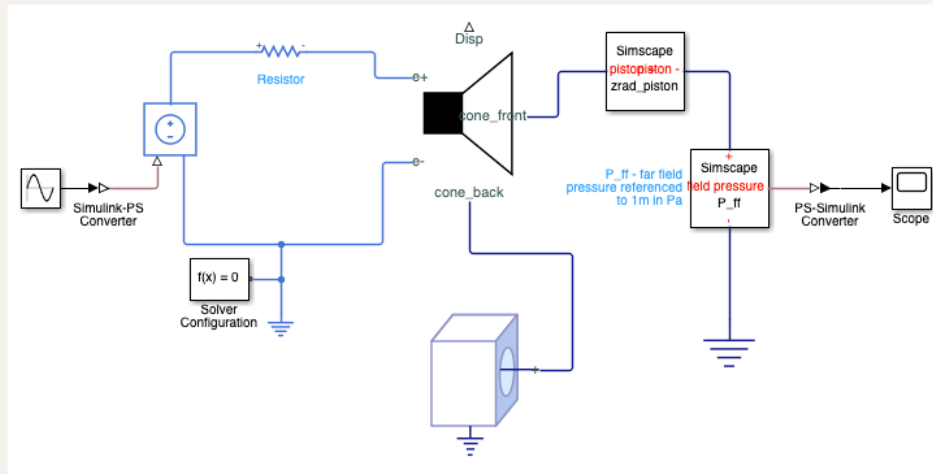 Disp
+ -
Resistor
e+
cone_front
Simscape
piston -
zrad_piston
+
-
e-
cone_back
Simulink-PS
Converter
P_ff - far field
pressure referenced
to 1m in Pa
+
Simscape
field pressure
P_ff
-
PS-Simulink
Converter
Scope
f(x) = 0
Solver
Configuration
+